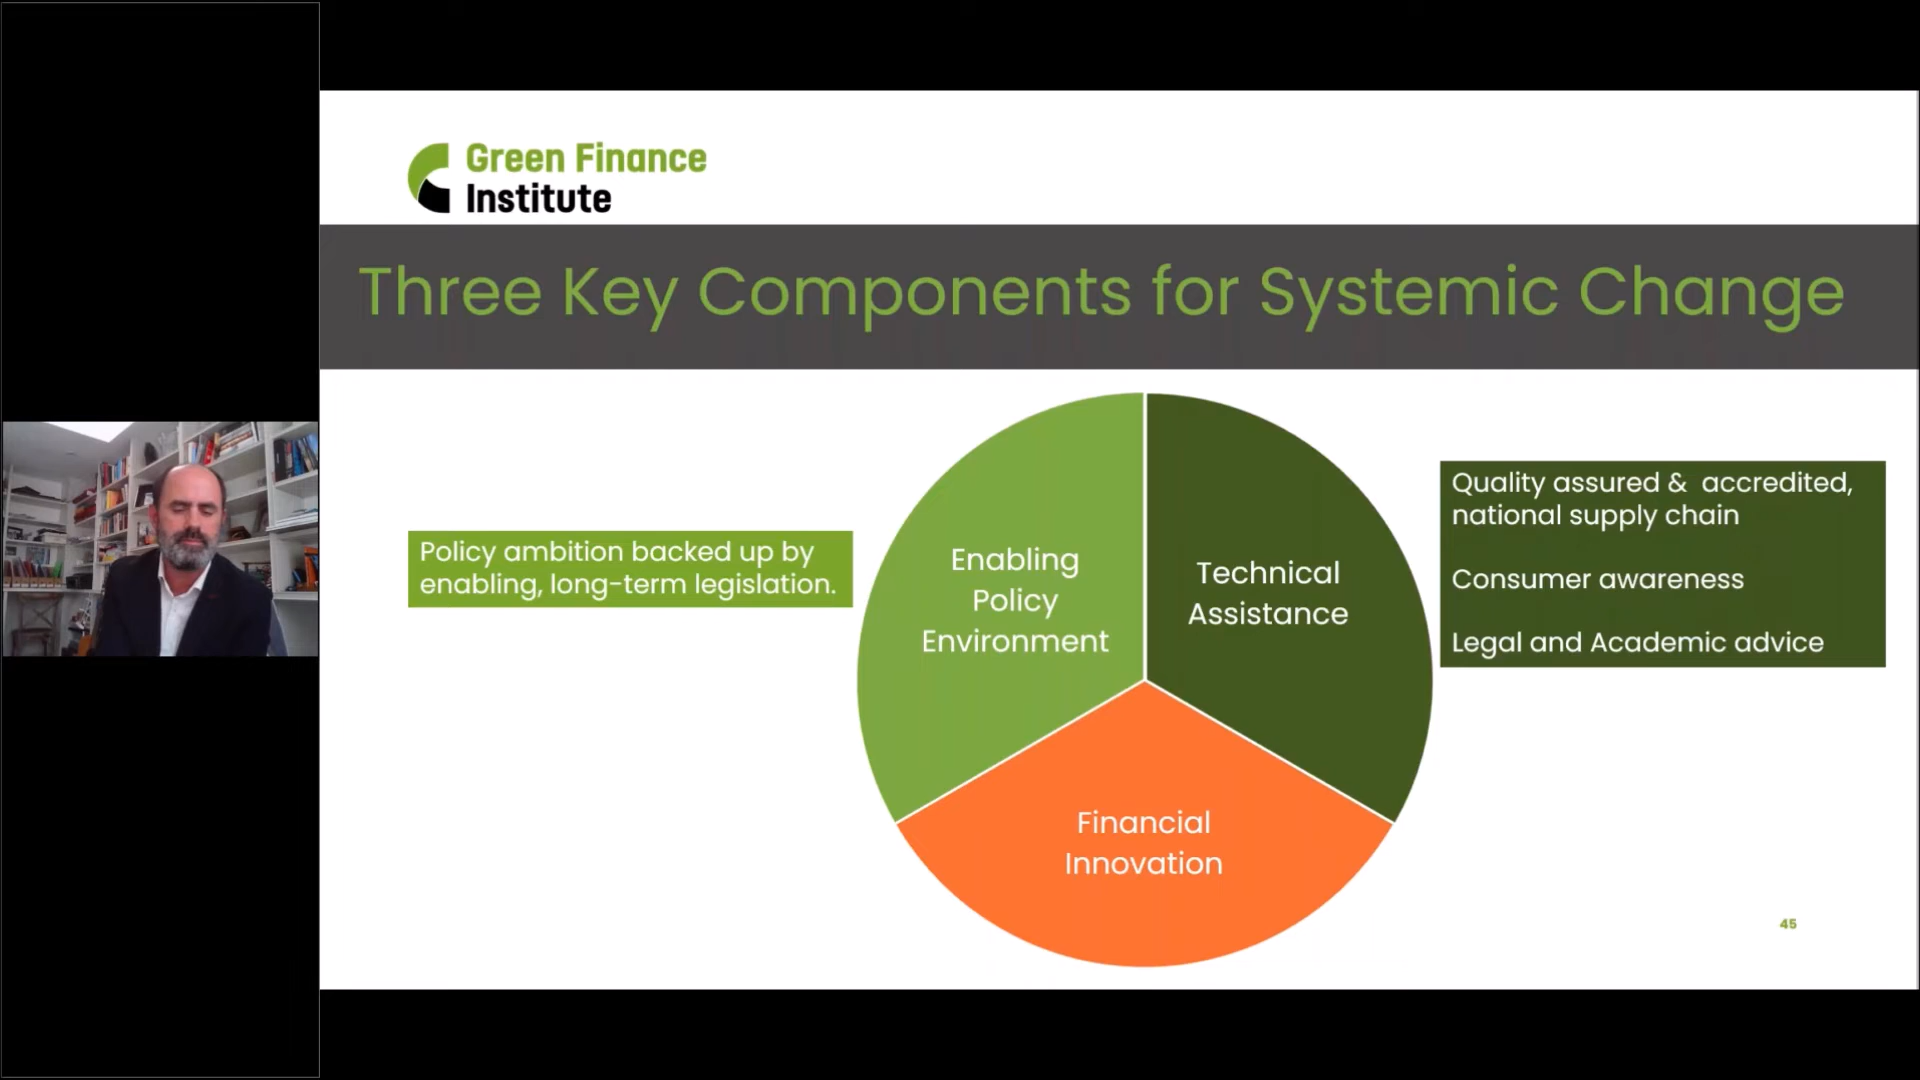 Green Finance
Institute
Three Key Components for Systemic Change
Policy ambition backed up by
enabling, long-term legislation.
Enabling
Policy
Environment
Technical
Assistance
Quality assured & accredited,
national supply chain
Consumer awareness
Legal and Academic advice
Financial
Innovation
45